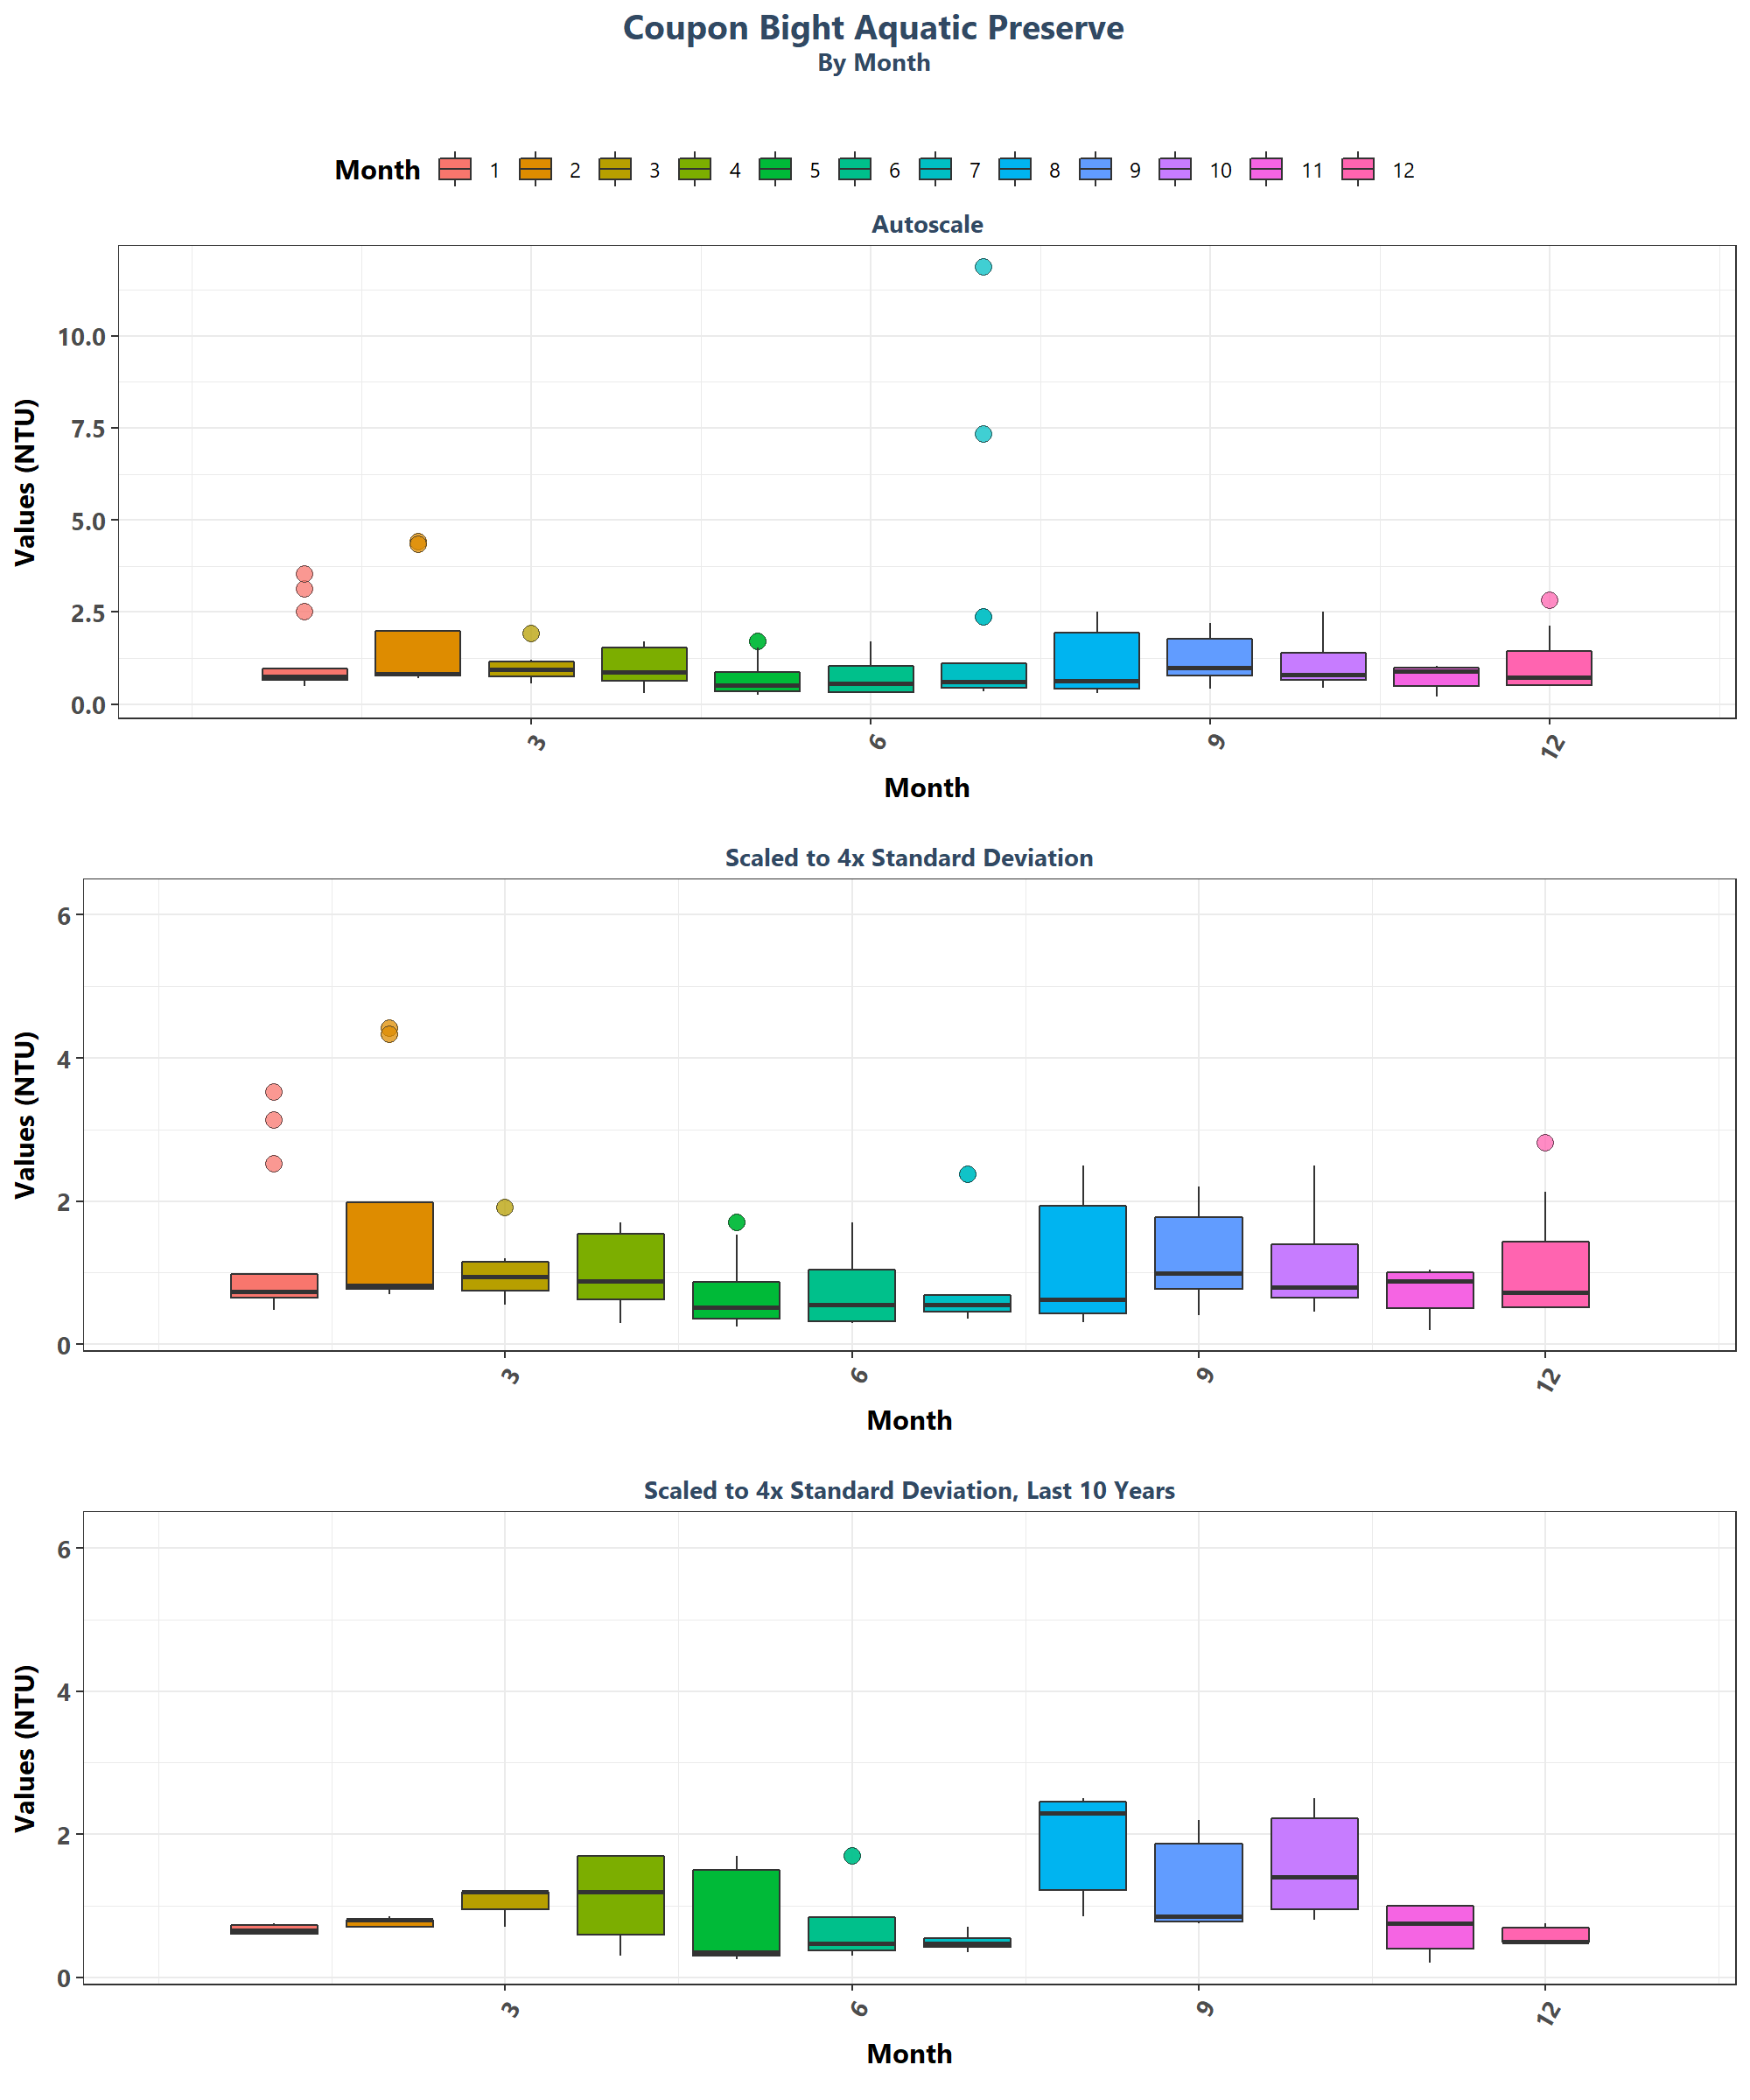 Coupon Bight Aquatic Preserve
By Month
Month 1 2 3 4 5 6 7 8 9 10 11 12
Autoscale
Values (NTU)
10.0
7.5
5.0
2.5
0.0
3 6 9 12
Month
Scaled to 4x Standard Deviation
Values (NTU)
6
4
2
0
3 6 9 12
Month
Scaled to 4x Standard Deviation, Last 10 Years
Values (NTU)
6
4
2
0
3 6 9 12
Month